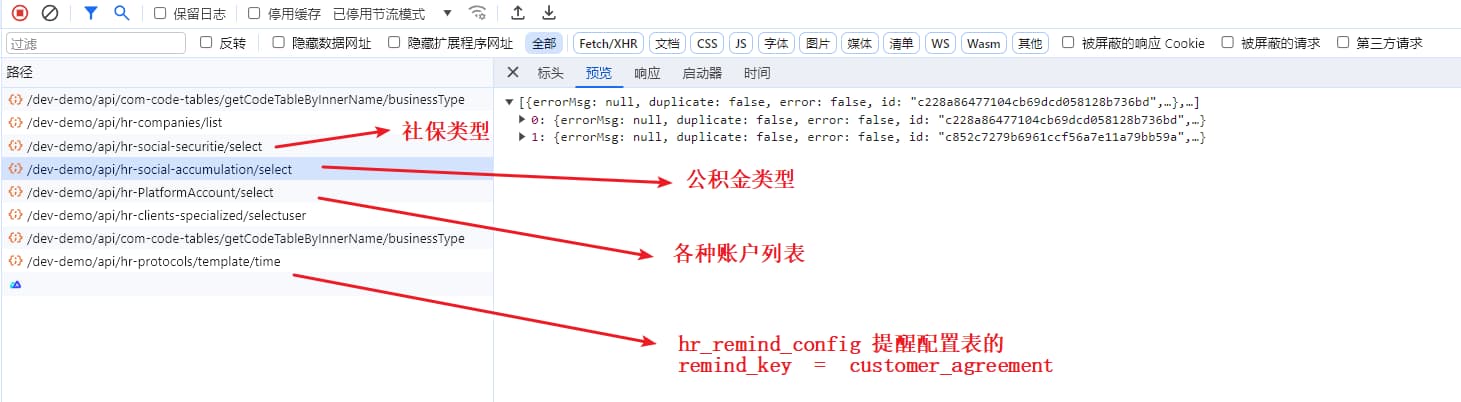 保留日志 停用缓存 已停用节流模式
过滤 反转 隐藏数据网址 隐藏扩展程序网址 全部 Fetch/XHR 文档 CSS JS 字体 图片 媒体 清单 WS Wasm 其他 被屏蔽的响应 Cookie 被屏蔽的请求 第三方请求
路径
标头 预览 响应 启动器 时间
/dev-demo/api/com-code-tables/getCodeTableByInnerName/businessType
/dev-demo/api/hr-companies/list
/dev-demo/api/hr-social-securitie/select
/dev-demo/api/hr-social-accumulation/select
/dev-demo/api/hr-PlatformAccount/select
/dev-demo/api/hr-clients-specialized/selectuser
/dev-demo/api/com-code-tables/getCodeTableByInnerName/businessType
/dev-demo/api/hr-protocols/template/time
[{errorMsg: null, duplicate: false, error: false, id: "c228a86477104cb69dcd058128b736bd",…},…]
0: {errorMsg: null, duplicate: false, error: false, id: "c228a86477104cb69dcd058128b736bd",…}
1: {errorMsg: null, duplicate: false, error: false, id: "c852c7279b6961ccf56a7e11a79bb59a",…}
社保类型
公积金类型
各种账户列表
hr_remind_config 提醒配置表的
remind_key = customer_agreement